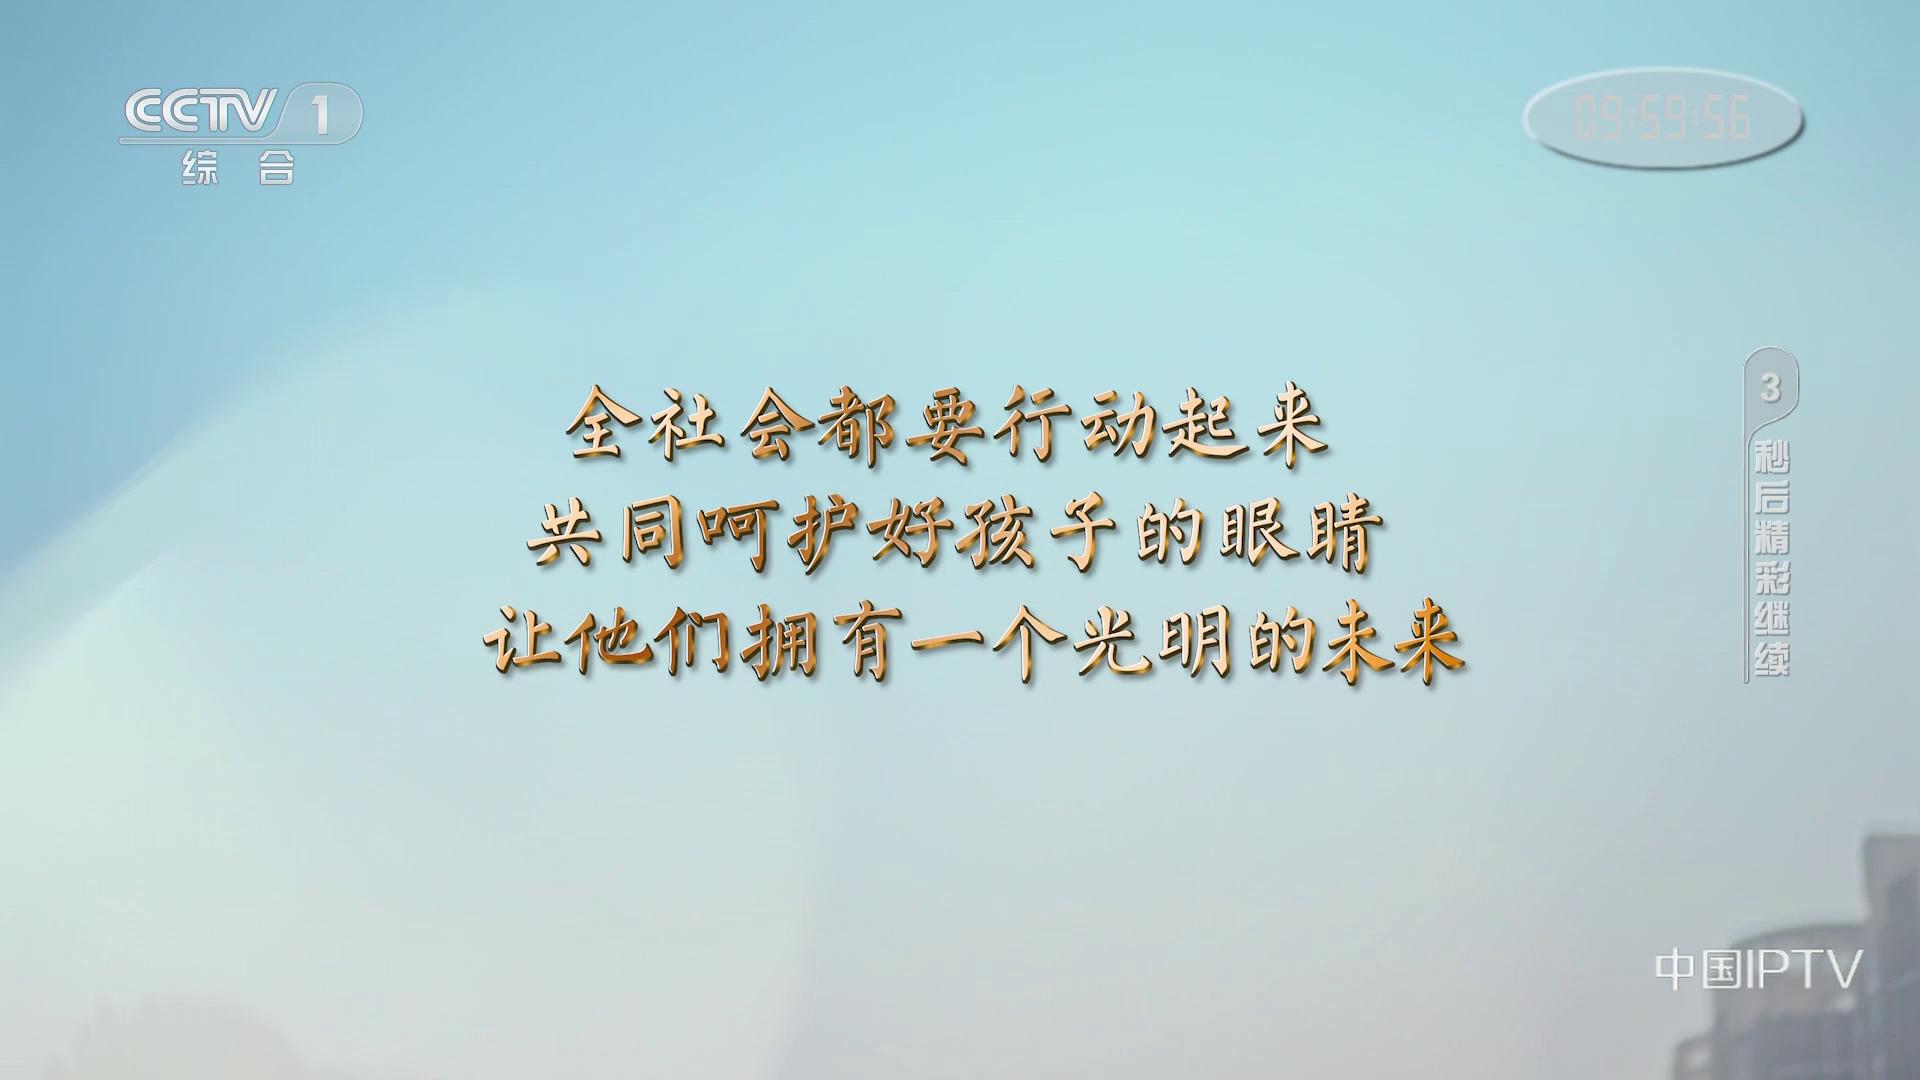 CCTV 1
综合
09:59:56
全社会都要行动起来
共同呵护好孩子的眼睛
让他们拥有一个光明的未来
3秒后精彩继续
中国IPTV